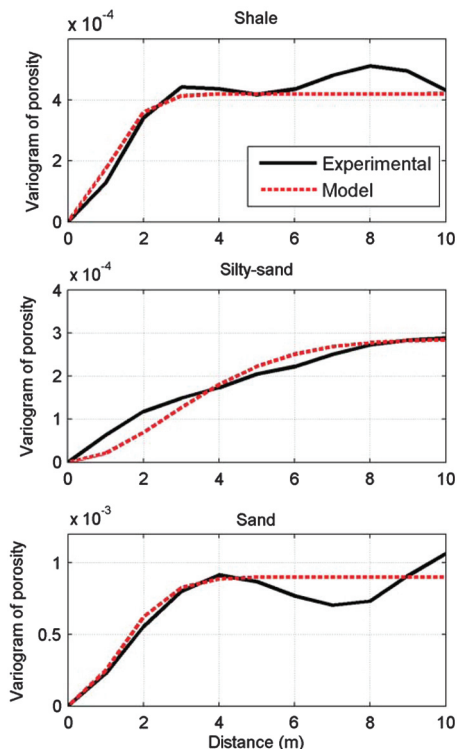 x 10⁻⁴
Shale
Variogram of porosity
4
0
Experimental
Model
0 2 4 6 8 10
x 10⁻⁴
Silty-sand
Variogram of porosity
4
3
2
1
0
0 2 4 6 8 10
x 10⁻³
Sand
Variogram of porosity
1
0.5
0
0 2 4 6 8 10
Distance (m)